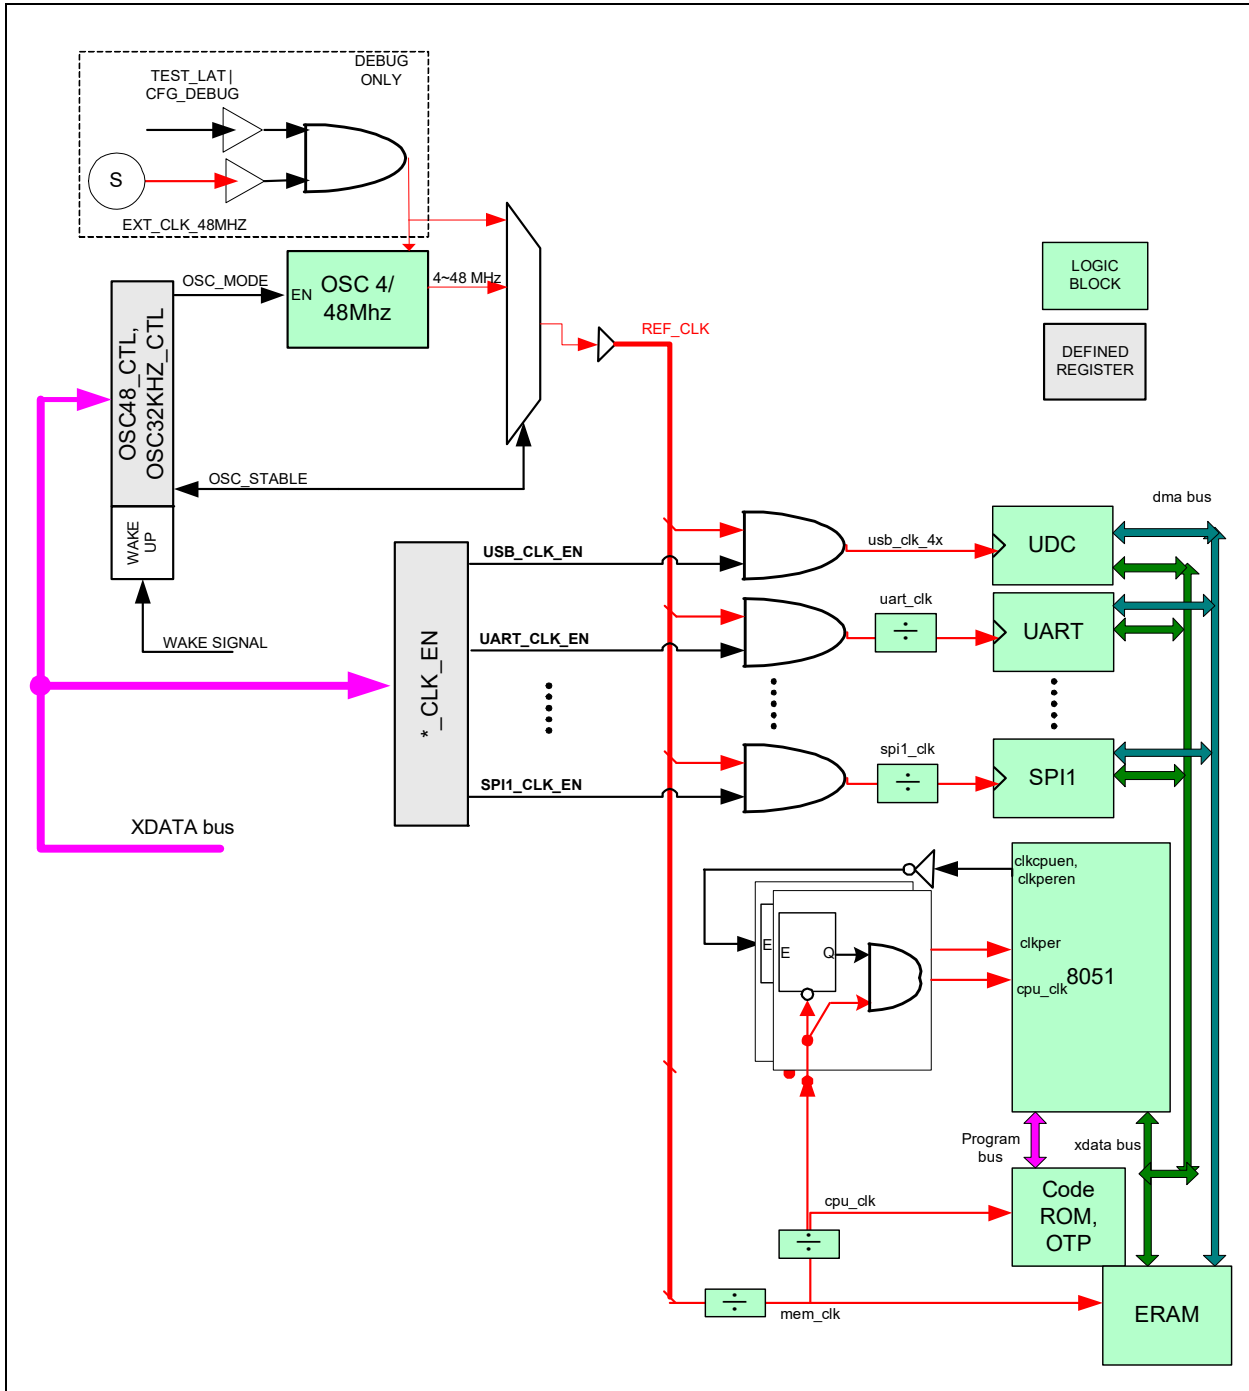 DEBUG
ONLY
TEST_LAT |
CFG_DEBUG
S
EXT_CLK_48MHZ
OSC_MODE
EN
OSC 4/
48Mhz
4~48 MHz
OSC48_CTL,
OSC32KHZ_CTL
WAKE
UP
OSC_STABLE
WAKE SIGNAL
REF_CLK
LOGIC
BLOCK
DEFINED
REGISTER
*_CLK_EN
USB_CLK_EN
UART_CLK_EN
SPI1_CLK_EN
XDATA bus
usb_clk_4x
UDC
dma bus
uart_clk
÷
UART
spi1_clk
÷
SPI1
clkcpuen,
clkperen
E
E
Q
clkper
cpu_clk
8051
Program
bus
xdata bus
cpu_clk
÷
Code
ROM,
OTP
÷
mem_clk
ERAM